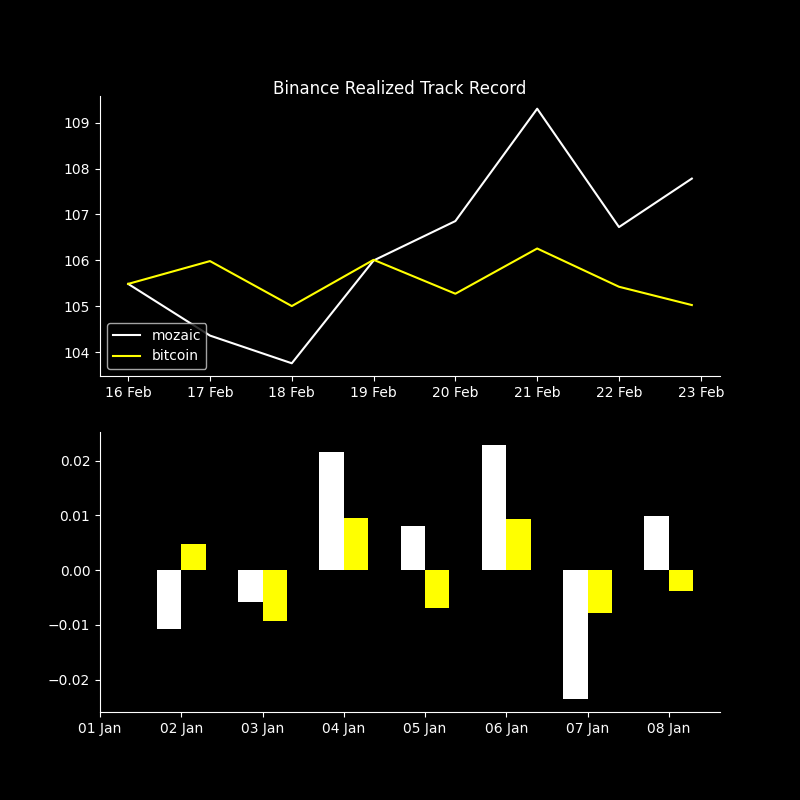 Binance Realized Track Record
109
108
107
106
105
104
mozaic
bitcoin
16 Feb 17 Feb 18 Feb 19 Feb 20 Feb 21 Feb 22 Feb 23 Feb
0.02
0.01
0.00
−0.01
−0.02
01 Jan 02 Jan 03 Jan 04 Jan 05 Jan 06 Jan 07 Jan 08 Jan